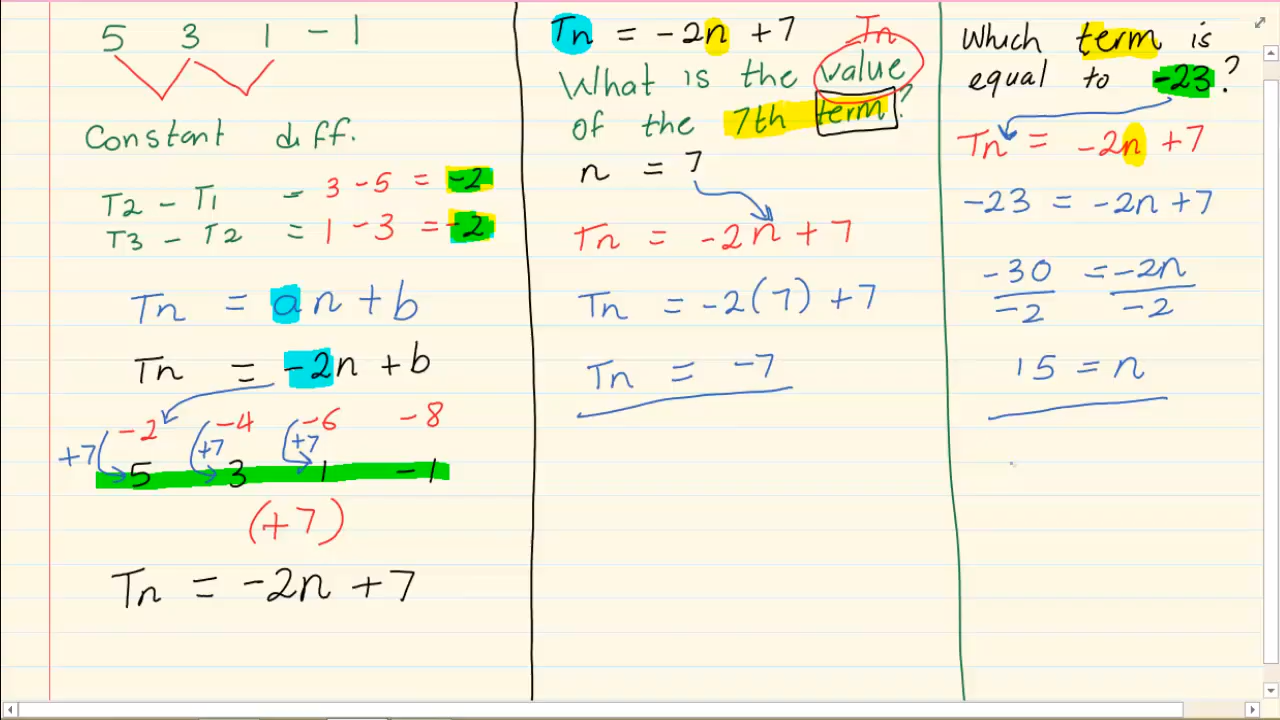 5 3 1 -1
Constant diff.
T2 - T1 = 3 - 5 = -2
T3 - T2 = 1 - 3 = -2
Tn = an + b
Tn = -2n + b
-2 -4 -6 -8
+7 +7 +7
5 3 1 -1
(+7)
Tn = -2n + 7
Tn = -2n + 7 Tn
What is the value
of the 7th term?
n = 7
Tn = -2n + 7
Tn = -2(7) + 7
Tn = -7
Which term is
equal to -23?
Tn = -2n + 7
-23 = -2n + 7
-30 = -2n
-2 -2
15 = n